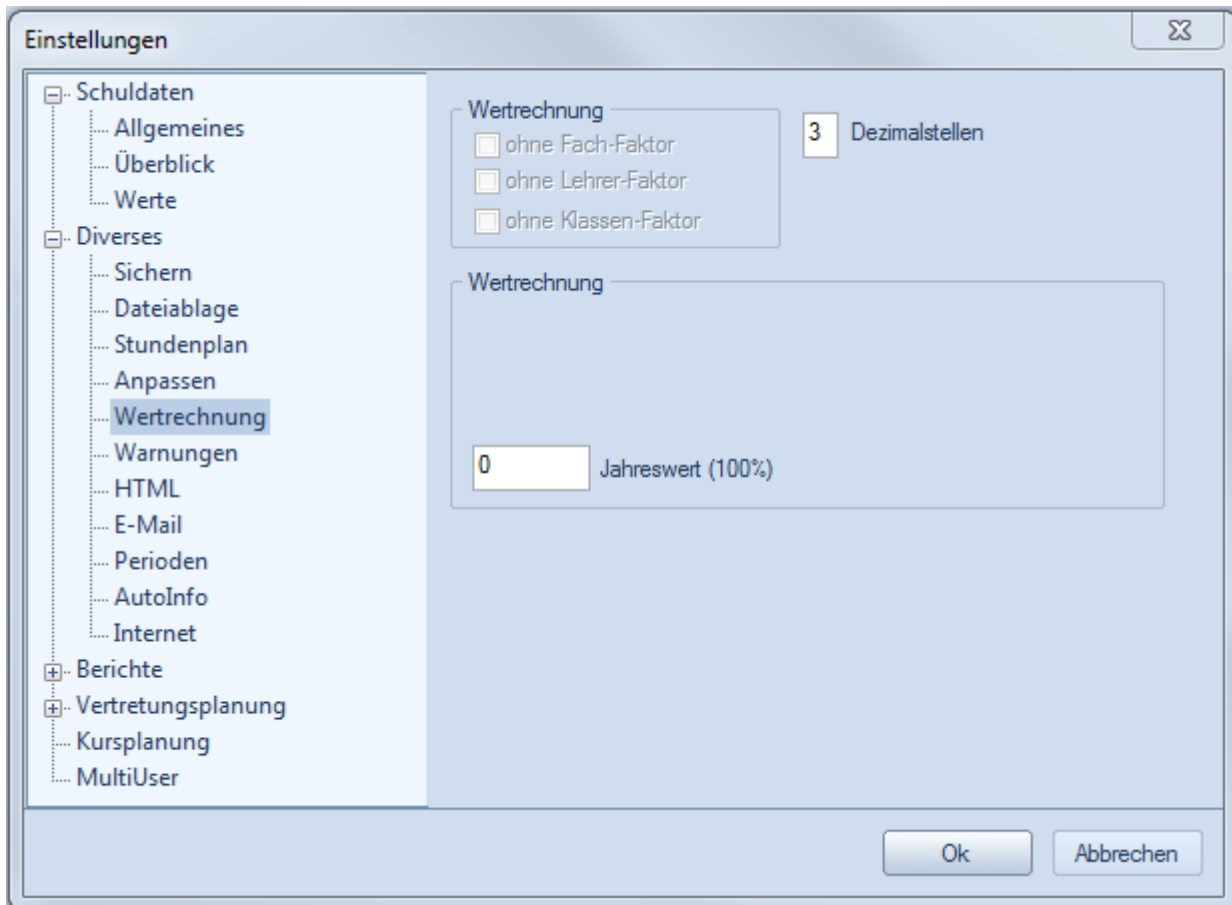 Einstellungen
Schuldaten
Allgemeines
Überblick
Werte
Diverses
Sichern
Dateiablage
Stundenplan
Anpassen
Wertrechnung
Warnungen
HTML
E-Mail
Perioden
AutoInfo
Internet
Berichte
Vertretungsplanung
Kursplanung
MultiUser
Wertrechnung
ohne Fach-Faktor
ohne Lehrer-Faktor
ohne Klassen-Faktor
3 Dezimalstellen
Wertrechnung
0 Jahreswert (100%)
Ok Abbrechen